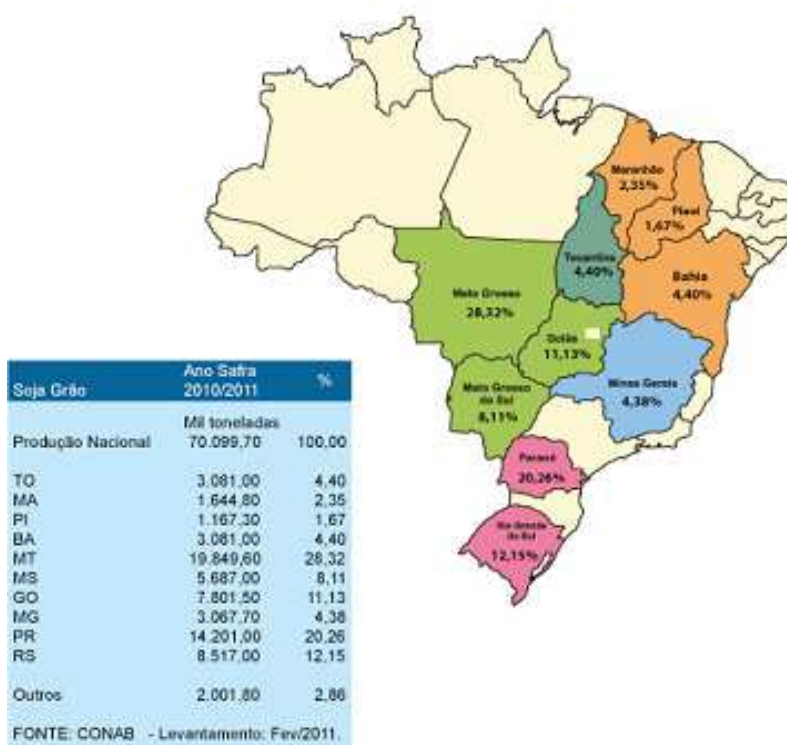 Maranhão
2,35%
Piauí
1,67%
Tocantins
4,40%
Bahia
4,40%
Mato Grosso
28,32%
Goiás
11,13%
Mato Grosso
do Sul
8,11%
Minas Gerais
4,38%
Paraná
20,26%
Rio Grande
do Sul
12,15%
Soja Grão Ano Safra 2010/2011 %
Mil toneladas
Produção Nacional 70.099,70 100,00
TO 3.081,00 4,40
MA 1.644,80 2,35
PI 1.167,30 1,67
BA 3.081,00 4,40
MT 19.849,60 28,32
MS 5.687,00 8,11
GO 7.801,50 11,13
MG 3.067,70 4,38
PR 14.201,00 20,26
RS 8.517,00 12,15
Outros 2.001,80 2,86
FONTE: CONAB - Levantamento: Fev/2011.